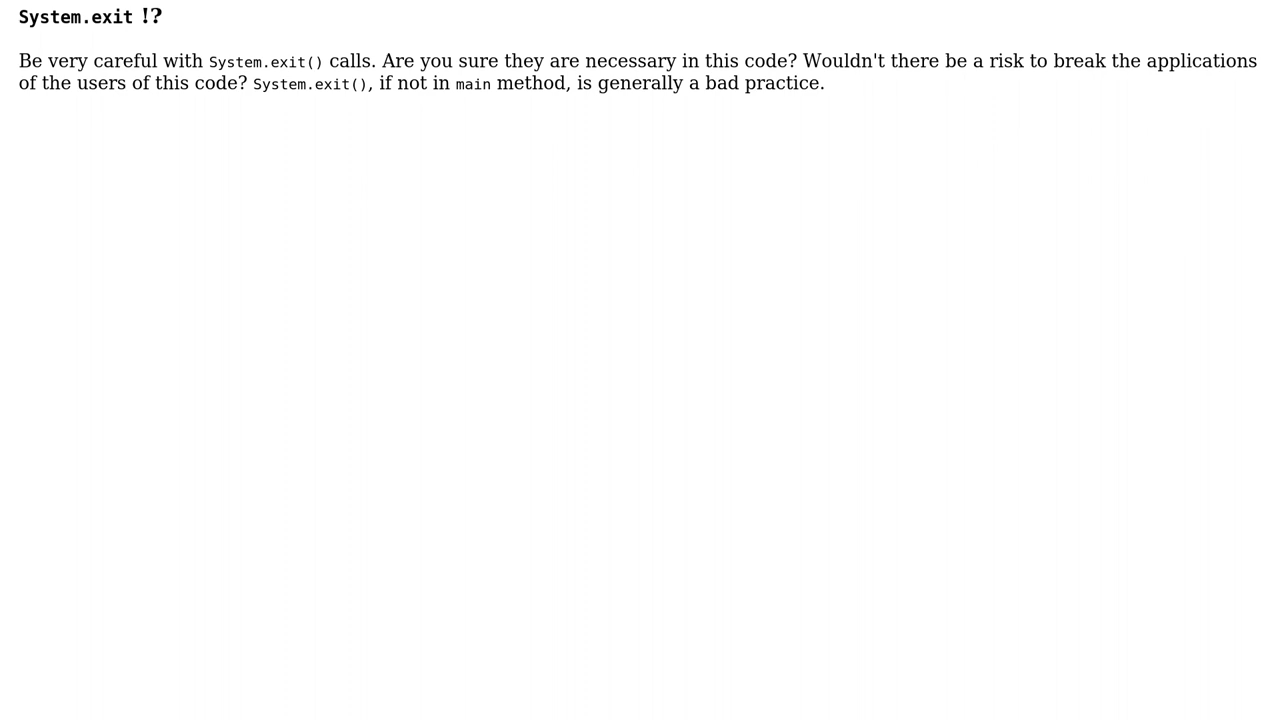 System.exit !?
Be very careful with System.exit() calls. Are you sure they are necessary in this code? Wouldn't there be a risk to break the applications
of the users of this code? System.exit(), if not in main method, is generally a bad practice.